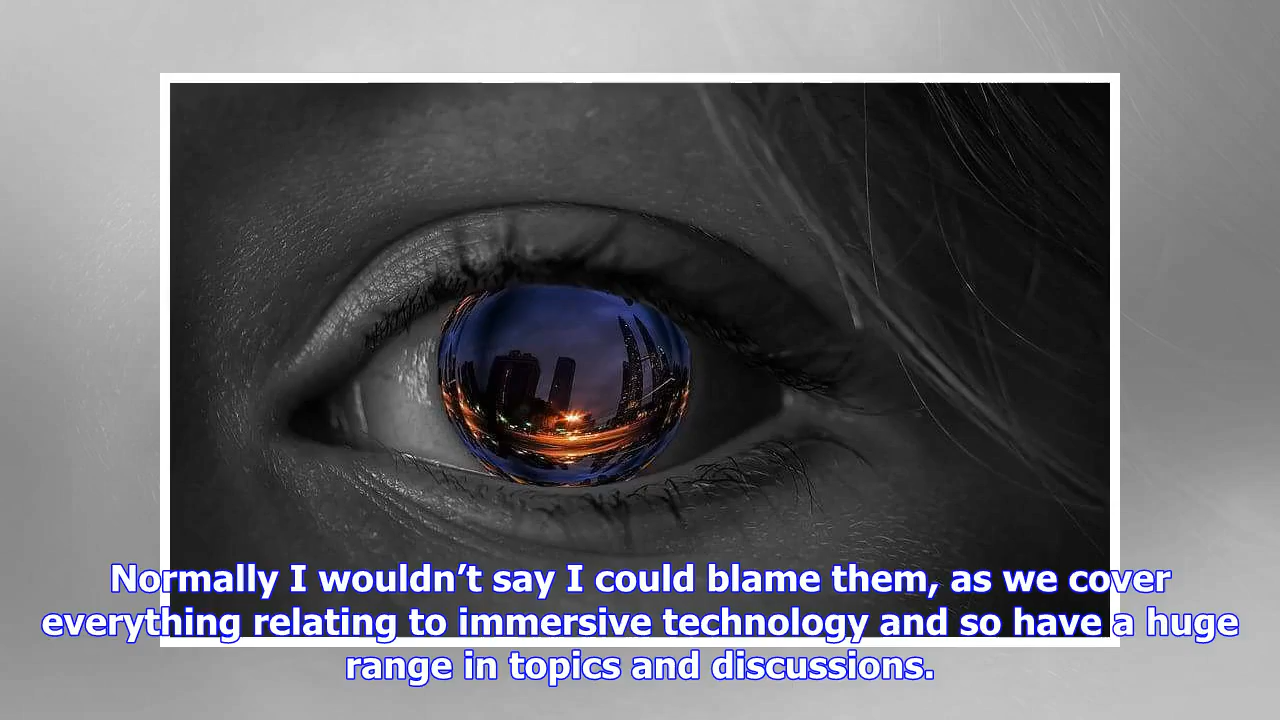 Normally I wouldn’t say I could blame them, as we cover
everything relating to immersive technology and so have a huge
range in topics and discussions.